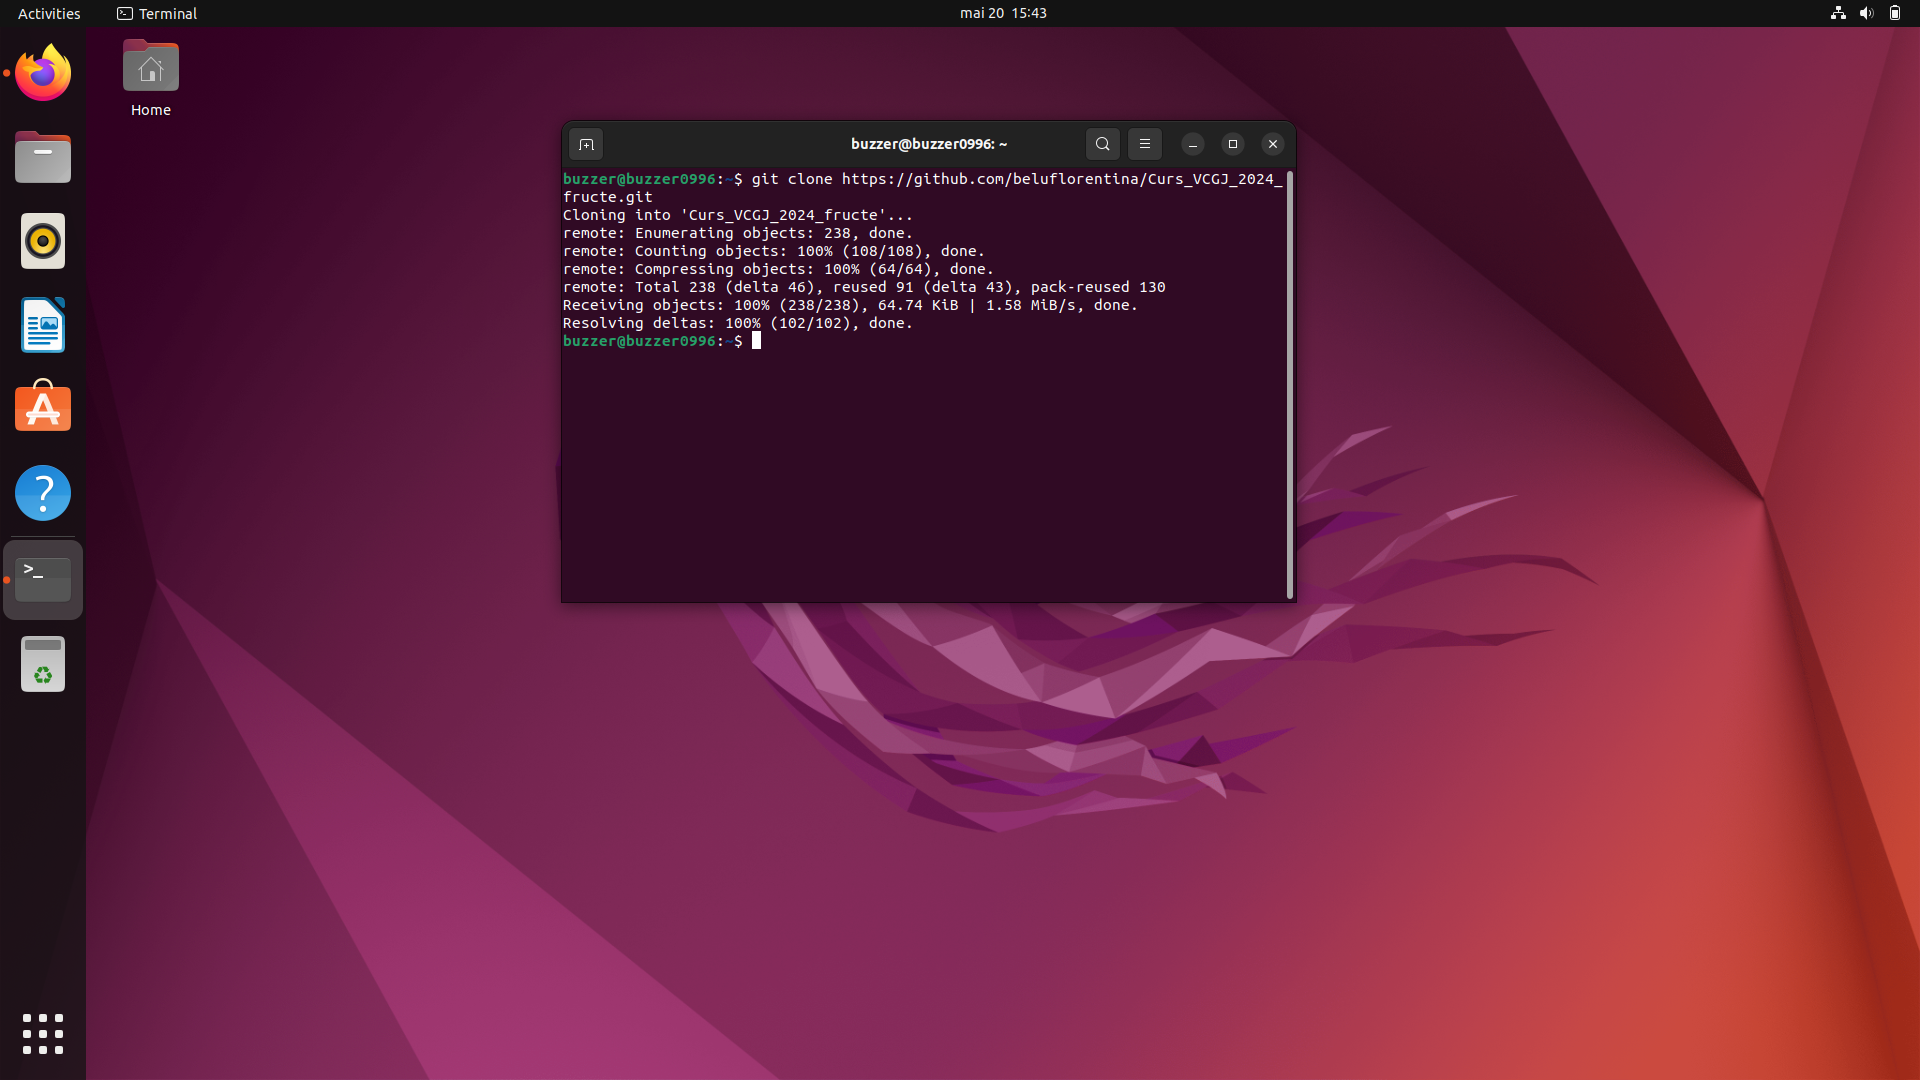 Activities
Terminal
mai 20 15:43
Home
buzzer@buzzer0996: ~
buzzer@buzzer0996:~$ git clone https://github.com/beluflorentina/Curs_VCGJ_2024_
fructe.git
Cloning into 'Curs_VCGJ_2024_fructe'...
remote: Enumerating objects: 238, done.
remote: Counting objects: 100% (108/108), done.
remote: Compressing objects: 100% (64/64), done.
remote: Total 238 (delta 46), reused 91 (delta 43), pack-reused 130
Receiving objects: 100% (238/238), 64.74 KiB | 1.58 MiB/s, done.
Resolving deltas: 100% (102/102), done.
buzzer@buzzer0996:~$